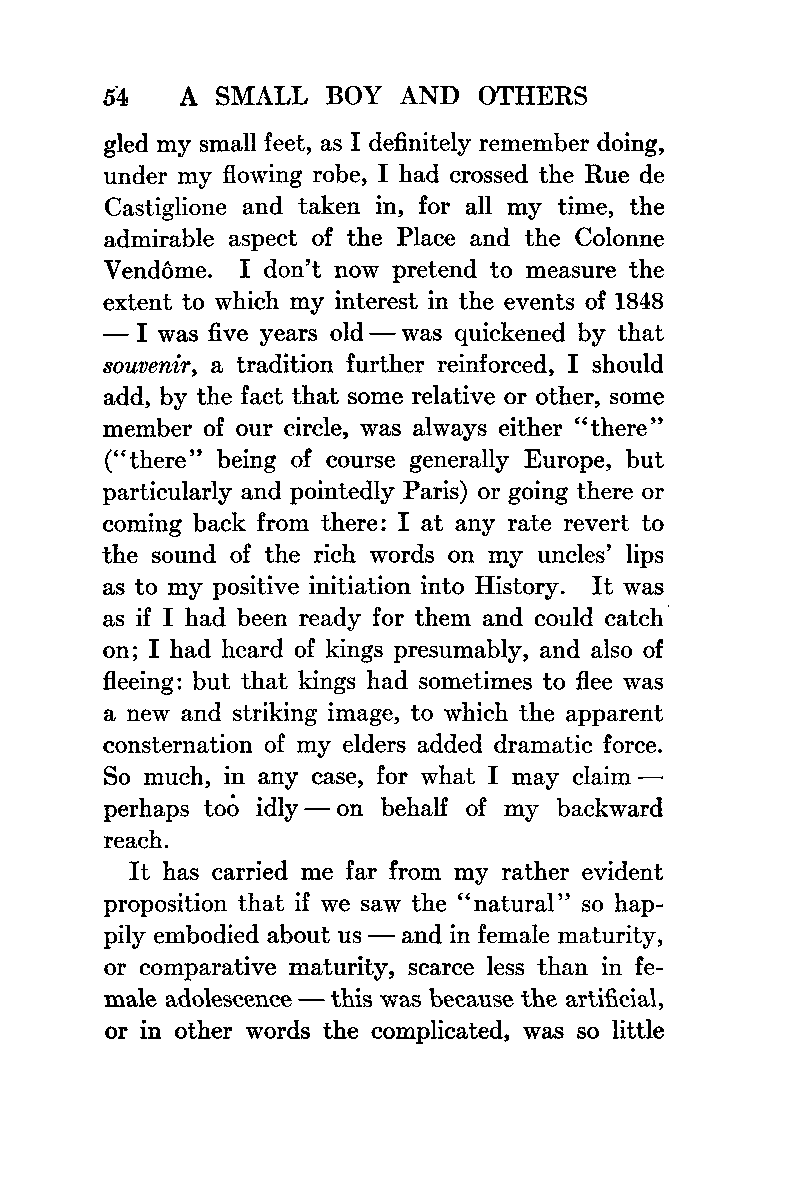 54 A SMALL BOY AND OTHERS
gled my small feet, as I definitely remember doing,
under my flowing robe, I had crossed the Rue de
Castiglione and taken in, for all my time, the
admirable aspect of the Place and the Colonne
Vendôme. I don't now pretend to measure the
extent to which my interest in the events of 1848
— I was five years old — was quickened by that
souvenir, a tradition further reinforced, I should
add, by the fact that some relative or other, some
member of our circle, was always either "there"
("there" being of course generally Europe, but
particularly and pointedly Paris) or going there or
coming back from there: I at any rate revert to
the sound of the rich words on my uncles' lips
as to my positive initiation into History. It was
as if I had been ready for them and could catch
on; I had heard of kings presumably, and also of
fleeing: but that kings had sometimes to flee was
a new and striking image, to which the apparent
consternation of my elders added dramatic force.
So much, in any case, for what I may claim —
perhaps too idly — on behalf of my backward
reach.
It has carried me far from my rather evident
proposition that if we saw the "natural" so hap-
pily embodied about us — and in female maturity,
or comparative maturity, scarce less than in fe-
male adolescence — this was because the artificial,
or in other words the complicated, was so little